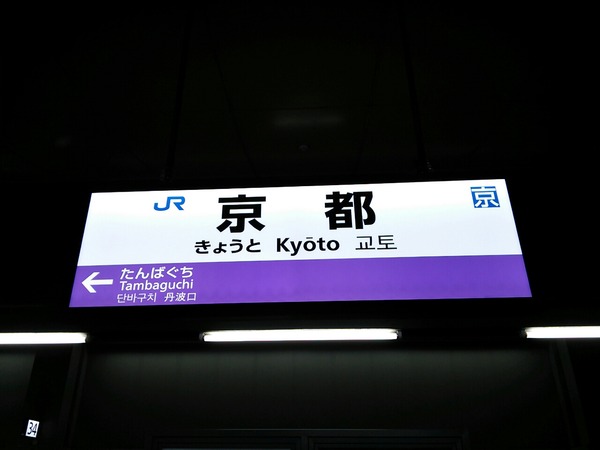 JR 京都 京
きょうと Kyōto 교토
← たんばぐち
Tambaguchi
단바구치 丹波口
34